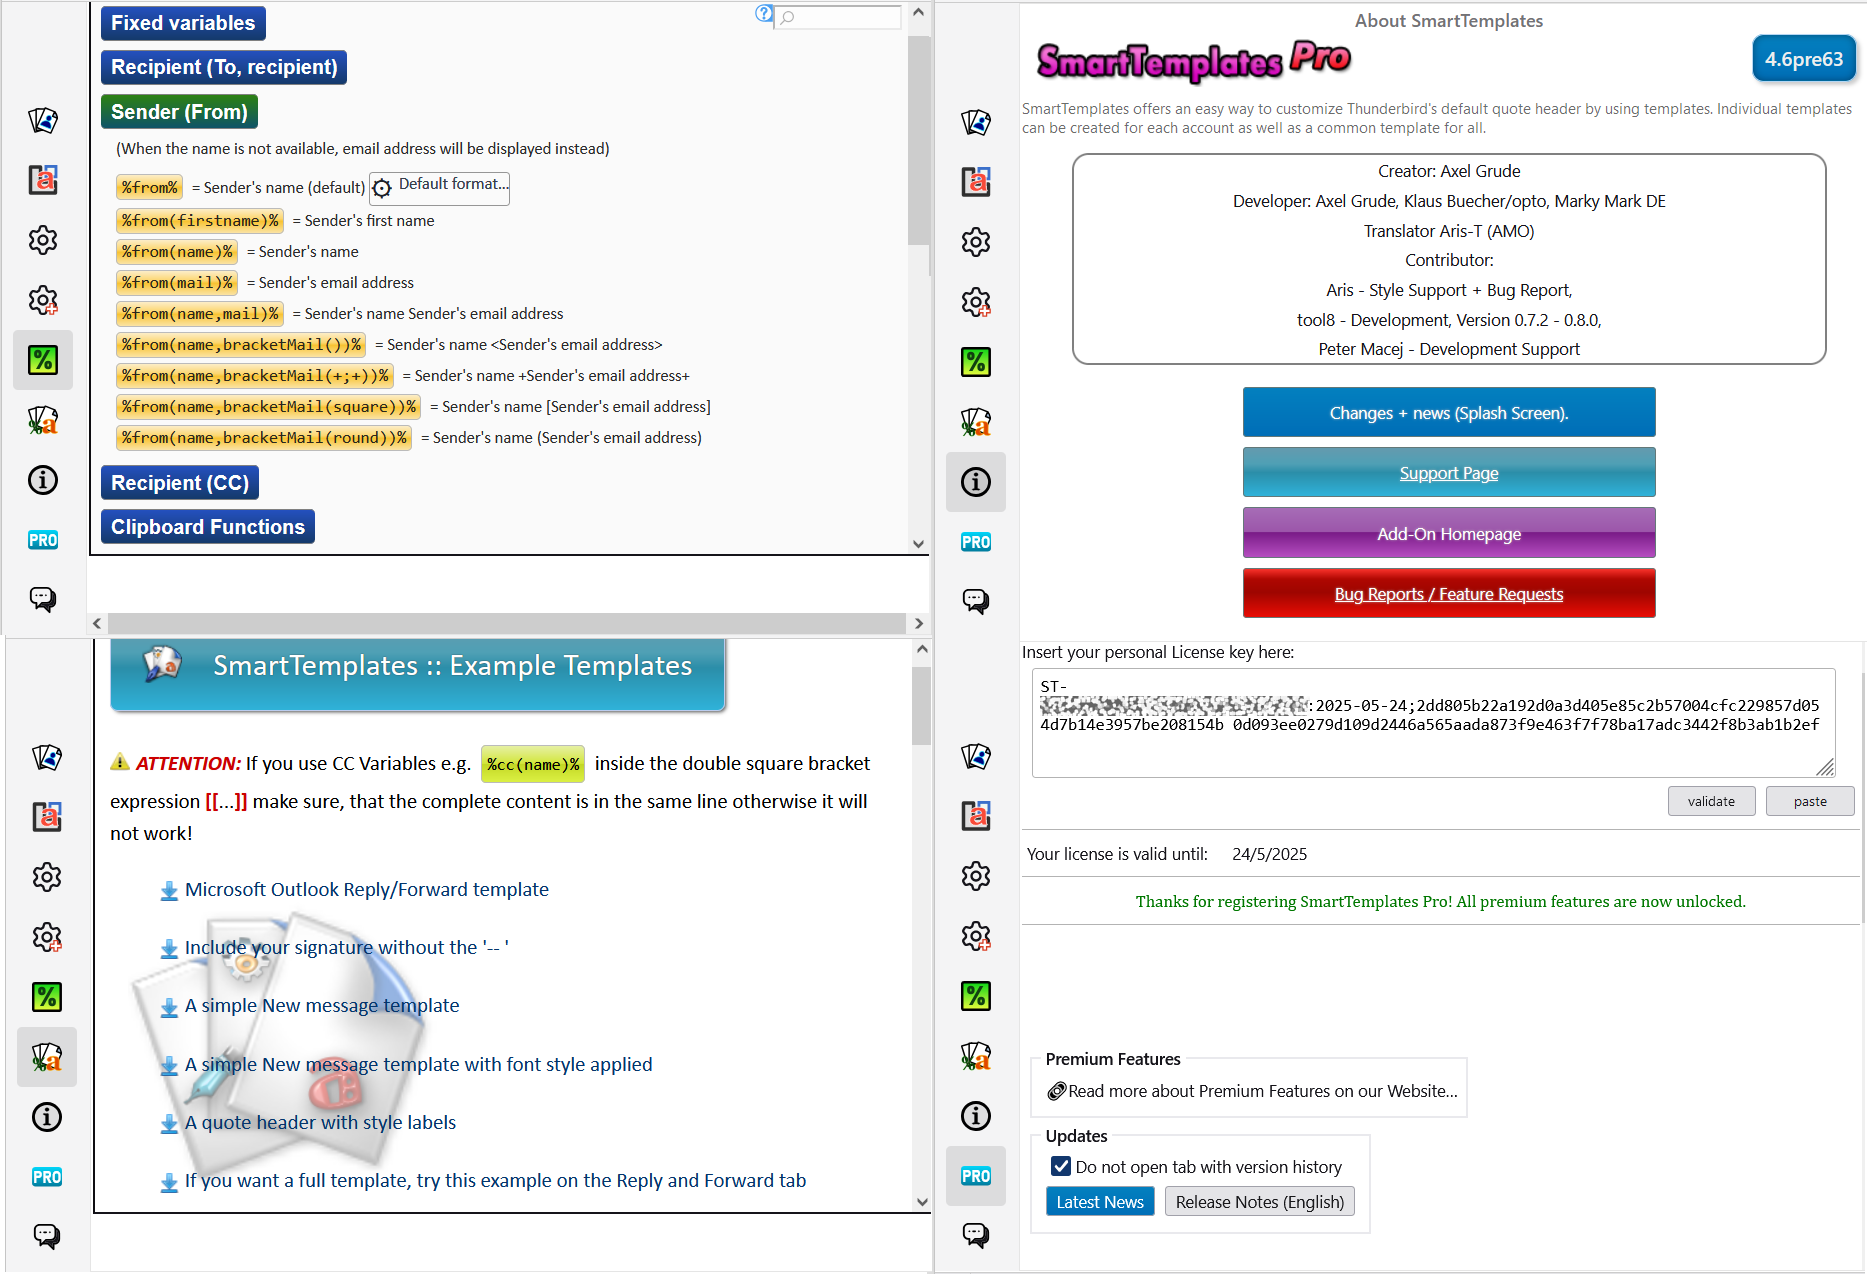 Fixed variables
Recipient (To, recipient)
Sender (From)
(When the name is not available, email address will be displayed instead)
%from% = Sender's name (default) Default format...
%from(firstname)% = Sender's first name
%from(name)% = Sender's name
%from(mail)% = Sender's email address
%from(name,mail)% = Sender's name Sender's email address
%from(name,bracketMail())% = Sender's name <Sender's email address>
%from(name,bracketMail(+;+))% = Sender's name +Sender's email address+
%from(name,bracketMail(square))% = Sender's name [Sender's email address]
%from(name,bracketMail(round))% = Sender's name (Sender's email address)
Recipient (CC)
Clipboard Functions
PRO
About SmartTemplates
SmartTemplates Pro
4.6pre63
SmartTemplates offers an easy way to customize Thunderbird's default quote header by using templates. Individual templates
can be created for each account as well as a common template for all.
Creator: Axel Grude
Developer: Axel Grude, Klaus Buecher/opto, Marky Mark DE
Translator Aris-T (AMO)
Contributor:
Aris - Style Support + Bug Report,
tool8 - Development, Version 0.7.2 - 0.8.0,
Peter Macej - Development Support
Changes + news (Splash Screen).
Support Page
Add-On Homepage
Bug Reports / Feature Requests
PRO
SmartTemplates :: Example Templates
ATTENTION: If you use CC Variables e.g. %cc(name)% inside the double square bracket
expression [[...]] make sure, that the complete content is in the same line otherwise it will
not work!
Microsoft Outlook Reply/Forward template
Include your signature without the '-- '
A simple New message template
A simple New message template with font style applied
A quote header with style labels
If you want a full template, try this example on the Reply and Forward tab
PRO
Insert your personal License key here:
ST-
:2025-05-24;2dd805b22a192d0a3d405e85c2b57004cfc229857d05
4d7b14e3957be208154b 0d093ee0279d109d2446a565aada873f9e463f7f78ba17adc3442f8b3ab1b2ef
validate
paste
Your license is valid until: 24/5/2025
Thanks for registering SmartTemplates Pro! All premium features are now unlocked.
Premium Features
Read more about Premium Features on our Website...
Updates
Do not open tab with version history
Latest News
Release Notes (English)
PRO